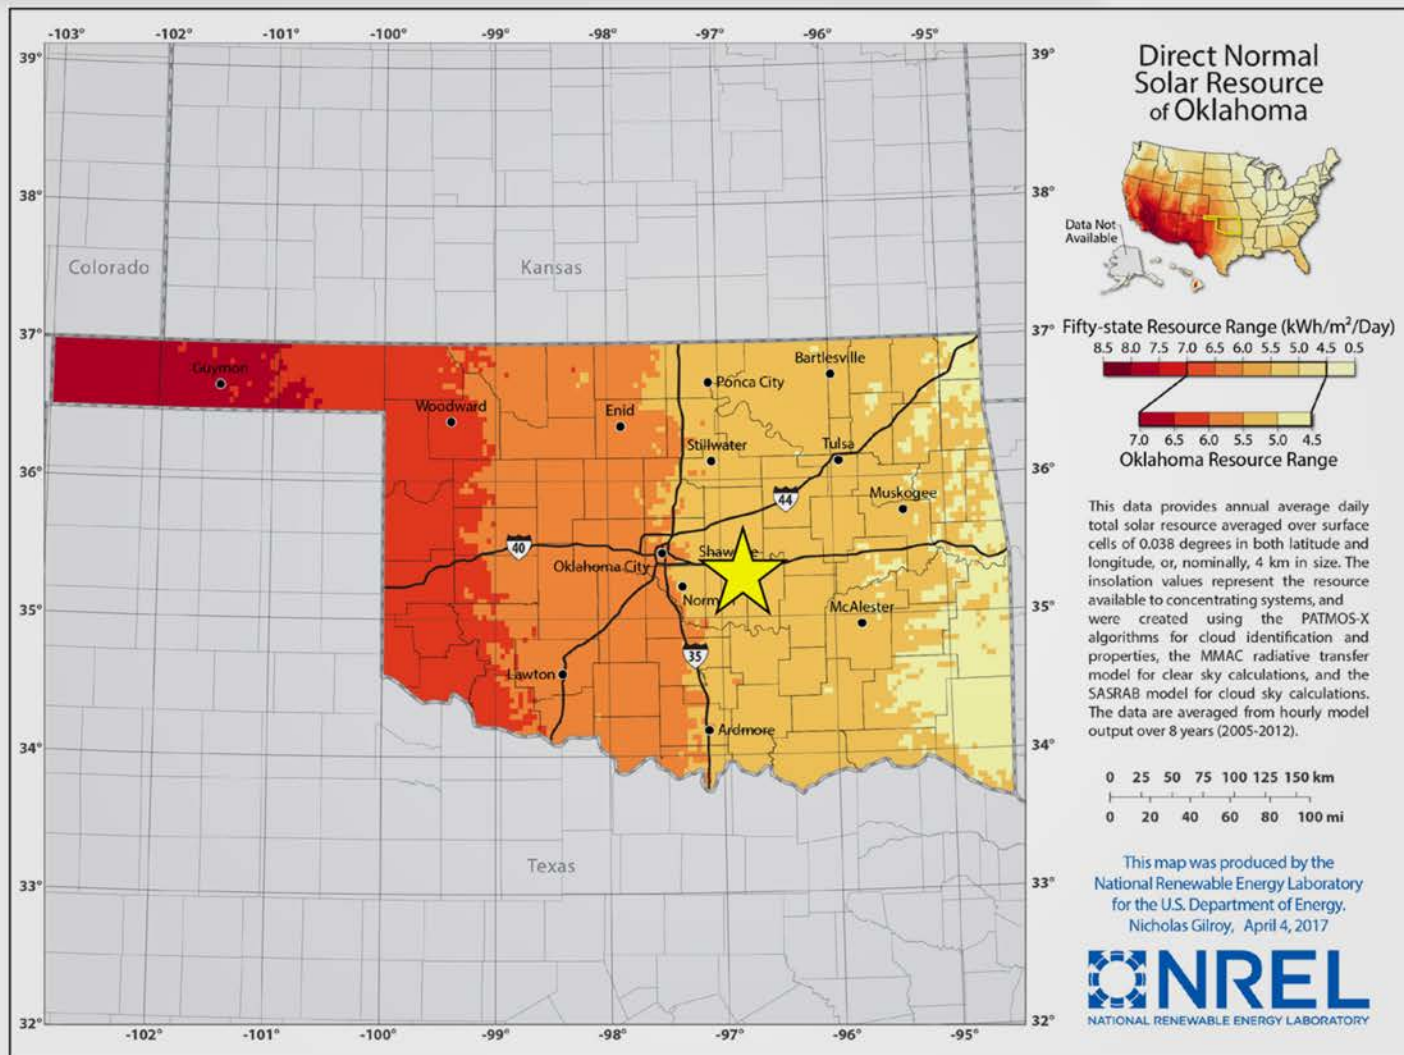 -103° -102° -101° -100° -99° -98° -97° -96° -95°
39° 39°
38° 38°
Colorado Kansas
37° 37°
Guymon
Bartlesville
Ponca City
Woodward
Enid
Stillwater
Tulsa
36° 36°
44
Muskogee
40
Oklahoma City
35° 35°
McAlester
35
Lawton
Ardmore
34° 34°
Texas
33° 33°
32° 32°
-102° -101° -100° -99° -98° -97° -96° -95°
Direct Normal
Solar Resource
of Oklahoma
Data Not
Available
Fifty-state Resource Range (kWh/m²/Day)
8.5 8.0 7.5 7.0 6.5 6.0 5.5 5.0 4.5 0.5
7.0 6.5 6.0 5.5 5.0 4.5
Oklahoma Resource Range
This data provides annual average daily
total solar resource averaged over surface
cells of 0.038 degrees in both latitude and
longitude, or, nominally, 4 km in size. The
insolation values represent the resource
available to concentrating systems, and
were created using the PATMOS-X
algorithms for cloud identification and
properties, the MMAC radiative transfer
model for clear sky calculations, and the
SASRAB model for cloud sky calculations.
The data are averaged from hourly model
output over 8 years (2005-2012).
0 25 50 75 100 125 150 km
0 20 40 60 80 100 mi
This map was produced by the
National Renewable Energy Laboratory
for the U.S. Department of Energy.
Nicholas Gilroy, April 4, 2017
NREL
NATIONAL RENEWABLE ENERGY LABORATORY